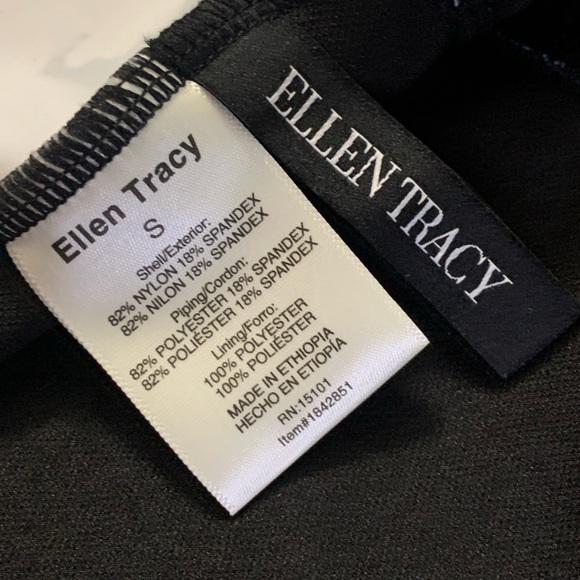 Ellen Tracy
S
Shell/Exterior:
82% NYLON 18% SPANDEX
82% NILON 18% SPANDEX
Piping/Cordon:
82% POLYESTER 18% SPANDEX
82% POLIÉSTER 18% SPANDEX
Lining/Forro:
100% POLYESTER
100% POLIÉSTER
MADE IN ETHIOPIA
HECHO EN ETIOPÍA
RN:15101
Item#1842851
ELLEN TRACY